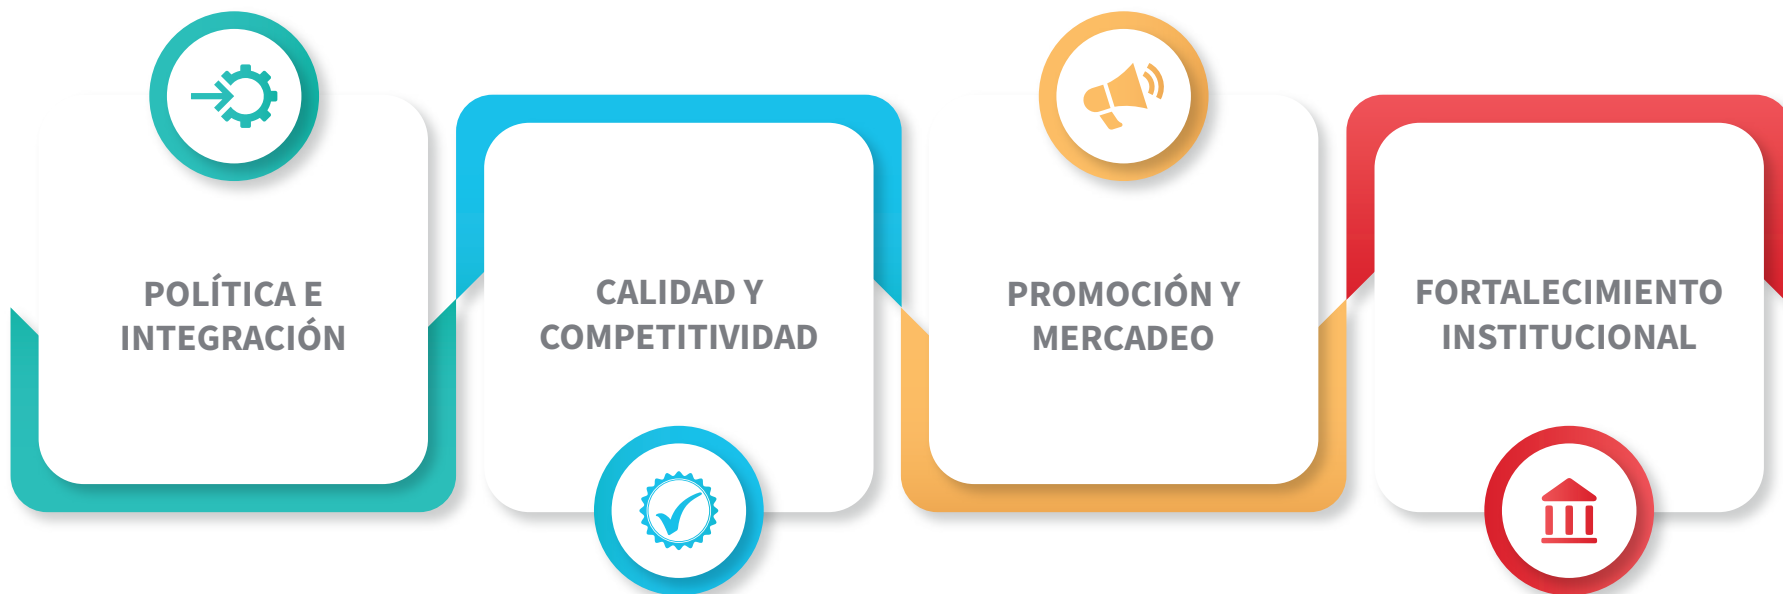 POLÍTICA E
INTEGRACIÓN
CALIDAD Y
COMPETITIVIDAD
PROMOCIÓN Y
MERCADEO
FORTALECIMIENTO
INSTITUCIONAL